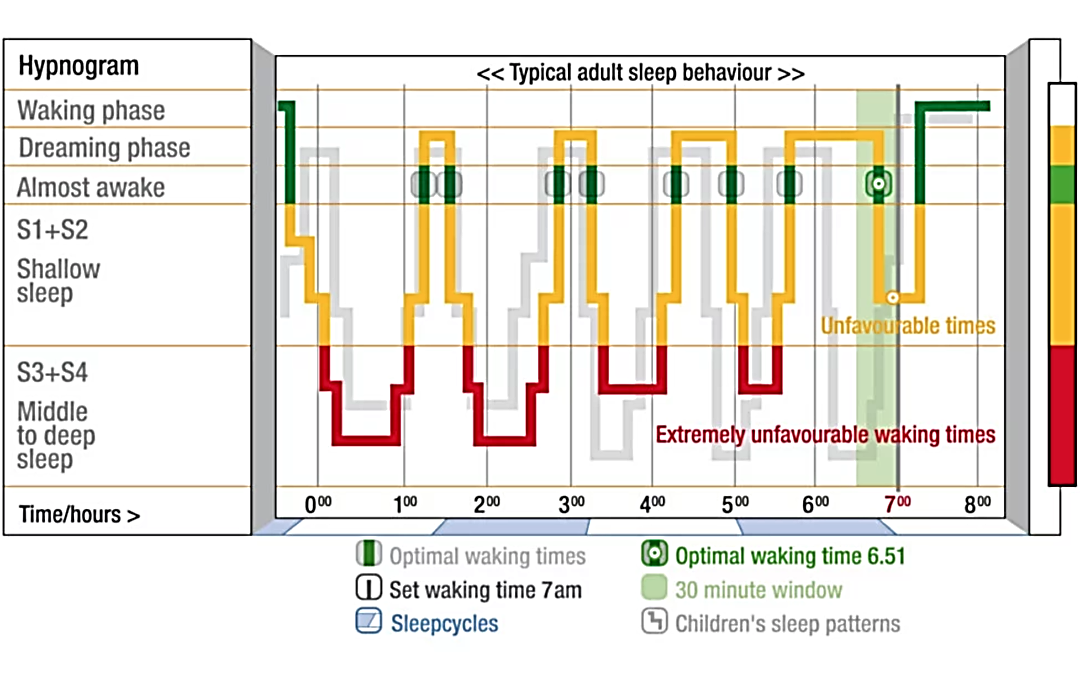 Hypnogram
<< Typical adult sleep behaviour >>
Waking phase
Dreaming phase
Almost awake
S1+S2
Shallow
sleep
Unfavourable times
S3+S4
Middle
to deep
sleep
Extremely unfavourable waking times
Time/hours >
0⁰⁰ 1⁰⁰ 2⁰⁰ 3⁰⁰ 4⁰⁰ 5⁰⁰ 6⁰⁰ 7⁰⁰ 8⁰⁰
Optimal waking times
Optimal waking time 6.51
Set waking time 7am
30 minute window
Sleepcycles
Children's sleep patterns